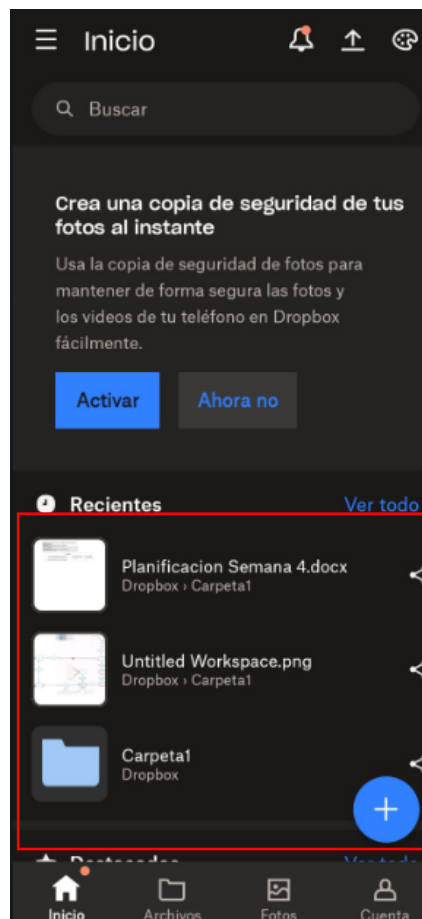 Inicio
Buscar
Crea una copia de seguridad de tus
fotos al instante
Usa la copia de seguridad de fotos para
mantener de forma segura las fotos y
los videos de tu teléfono en Dropbox
fácilmente.
Activar
Ahora no
Recientes
Ver todo
Planificacion Semana 4.docx
Dropbox › Carpeta1
Untitled Workspace.png
Dropbox › Carpeta1
Carpeta1
Dropbox
Destacados
Ver todo
Inicio
Archivos
Fotos
Cuenta